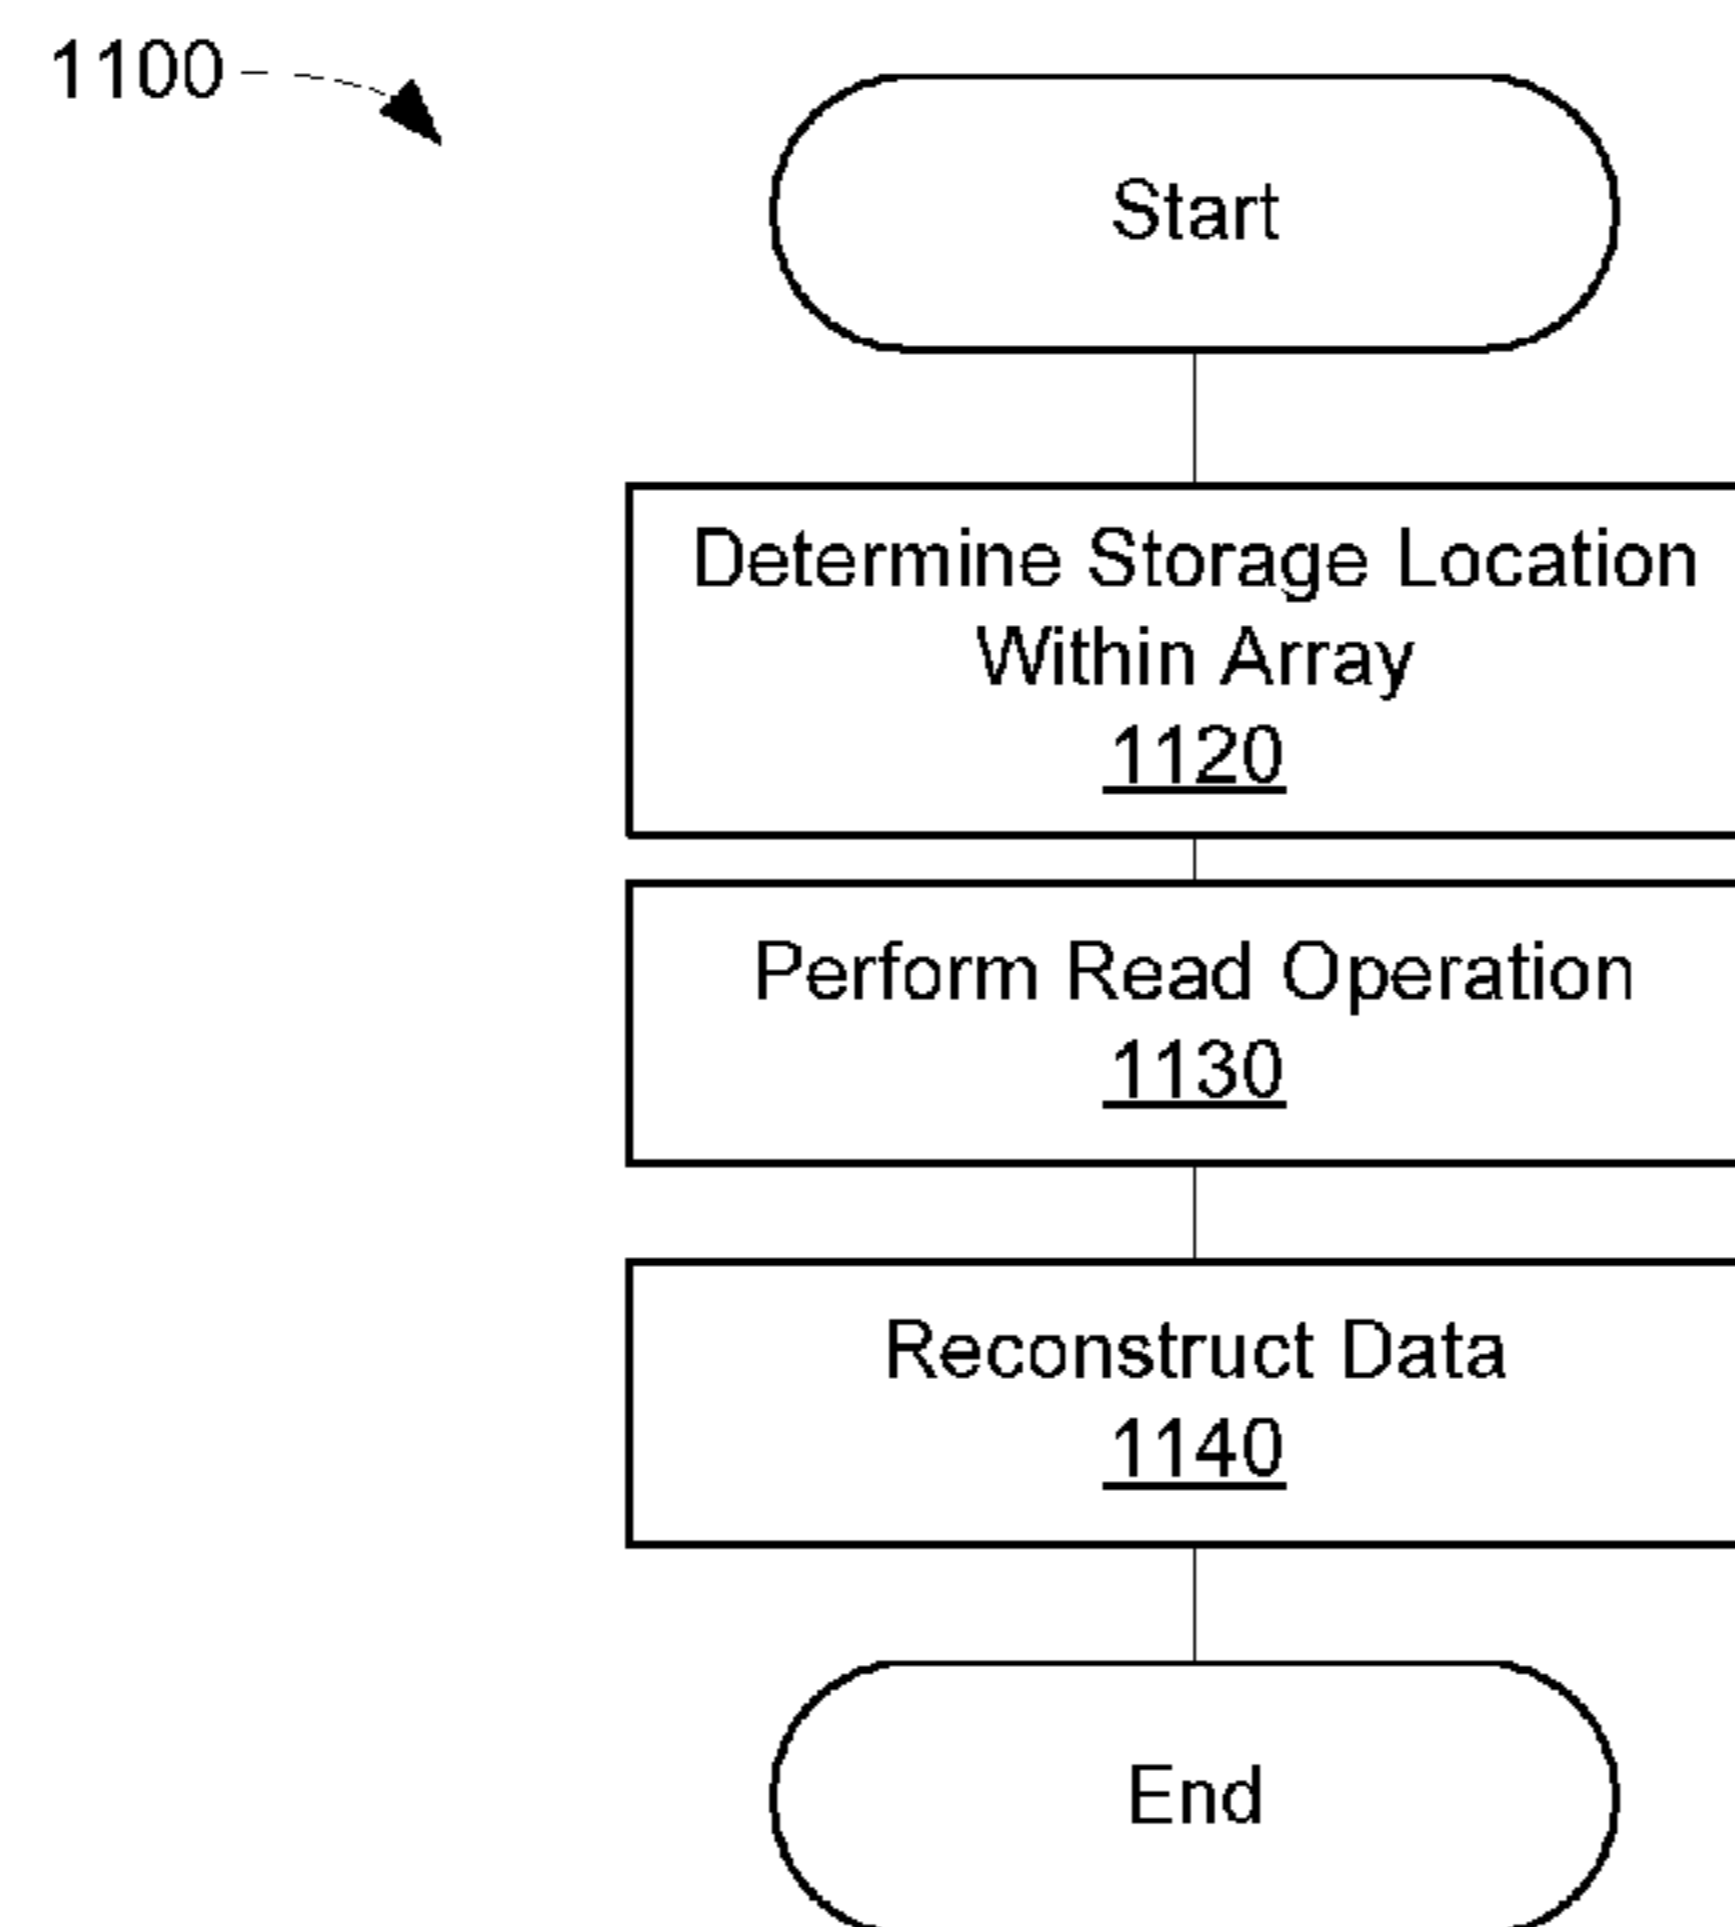 1100
Start
Determine Storage Location
Within Array
1120
Perform Read Operation
1130
Reconstruct Data
1140
End